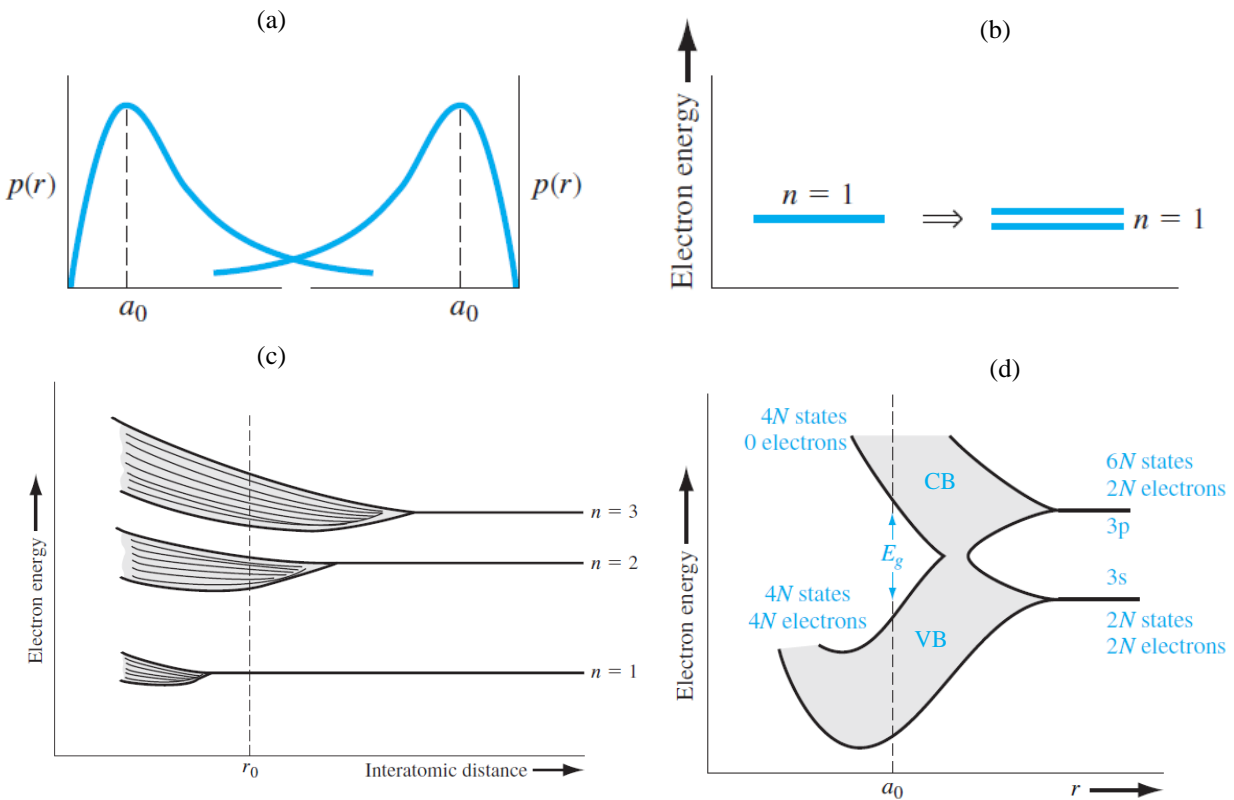 (a)
p(r)
p(r)
a₀
a₀
(b)
Electron energy
n = 1
⟹
n = 1
(c)
Electron energy
n = 3
n = 2
n = 1
r₀
Interatomic distance
(d)
Electron energy
4N states
0 electrons
CB
6N states
2N electrons
3p
E_g
3s
4N states
4N electrons
VB
2N states
2N electrons
a₀
r